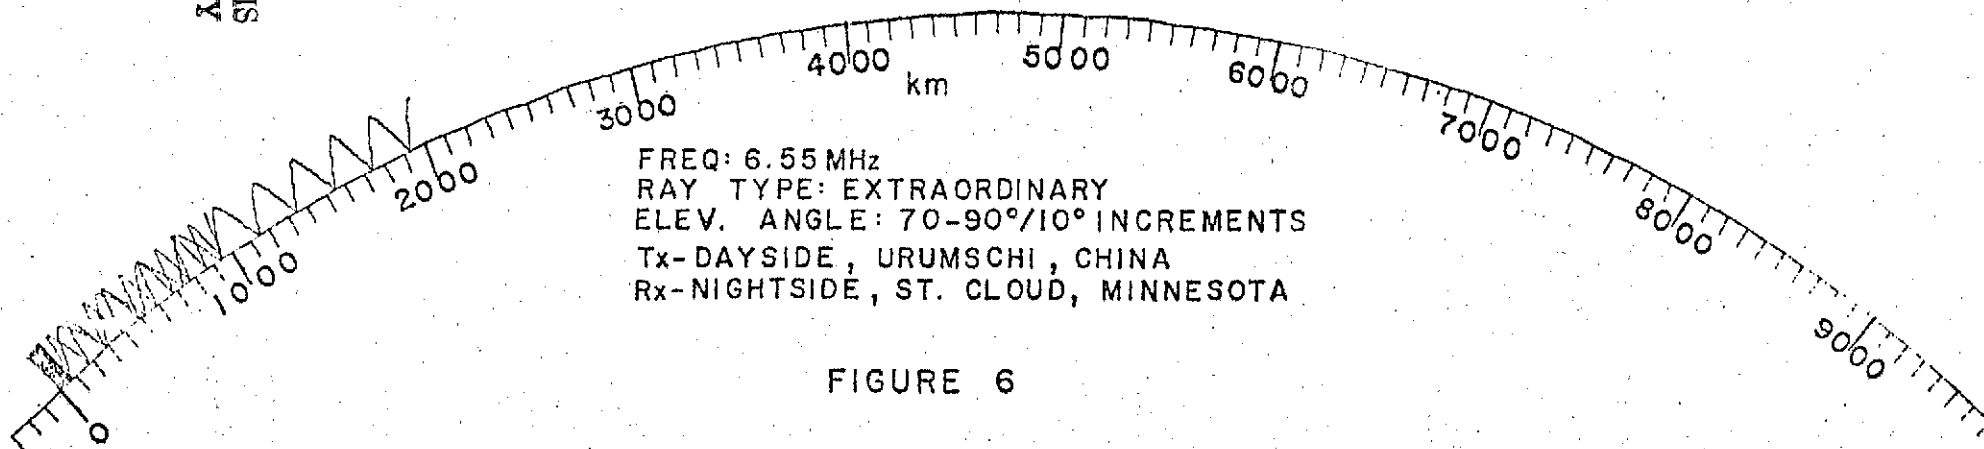 0
1000
2000
3000
4000
5000
6000
7000
8000
9000
km
FREQ: 6.55 MHz
RAY TYPE: EXTRAORDINARY
ELEV. ANGLE: 70-90°/10° INCREMENTS
Tx-DAYSIDE, URUMSCHI, CHINA
Rx-NIGHTSIDE, ST. CLOUD, MINNESOTA
FIGURE 6